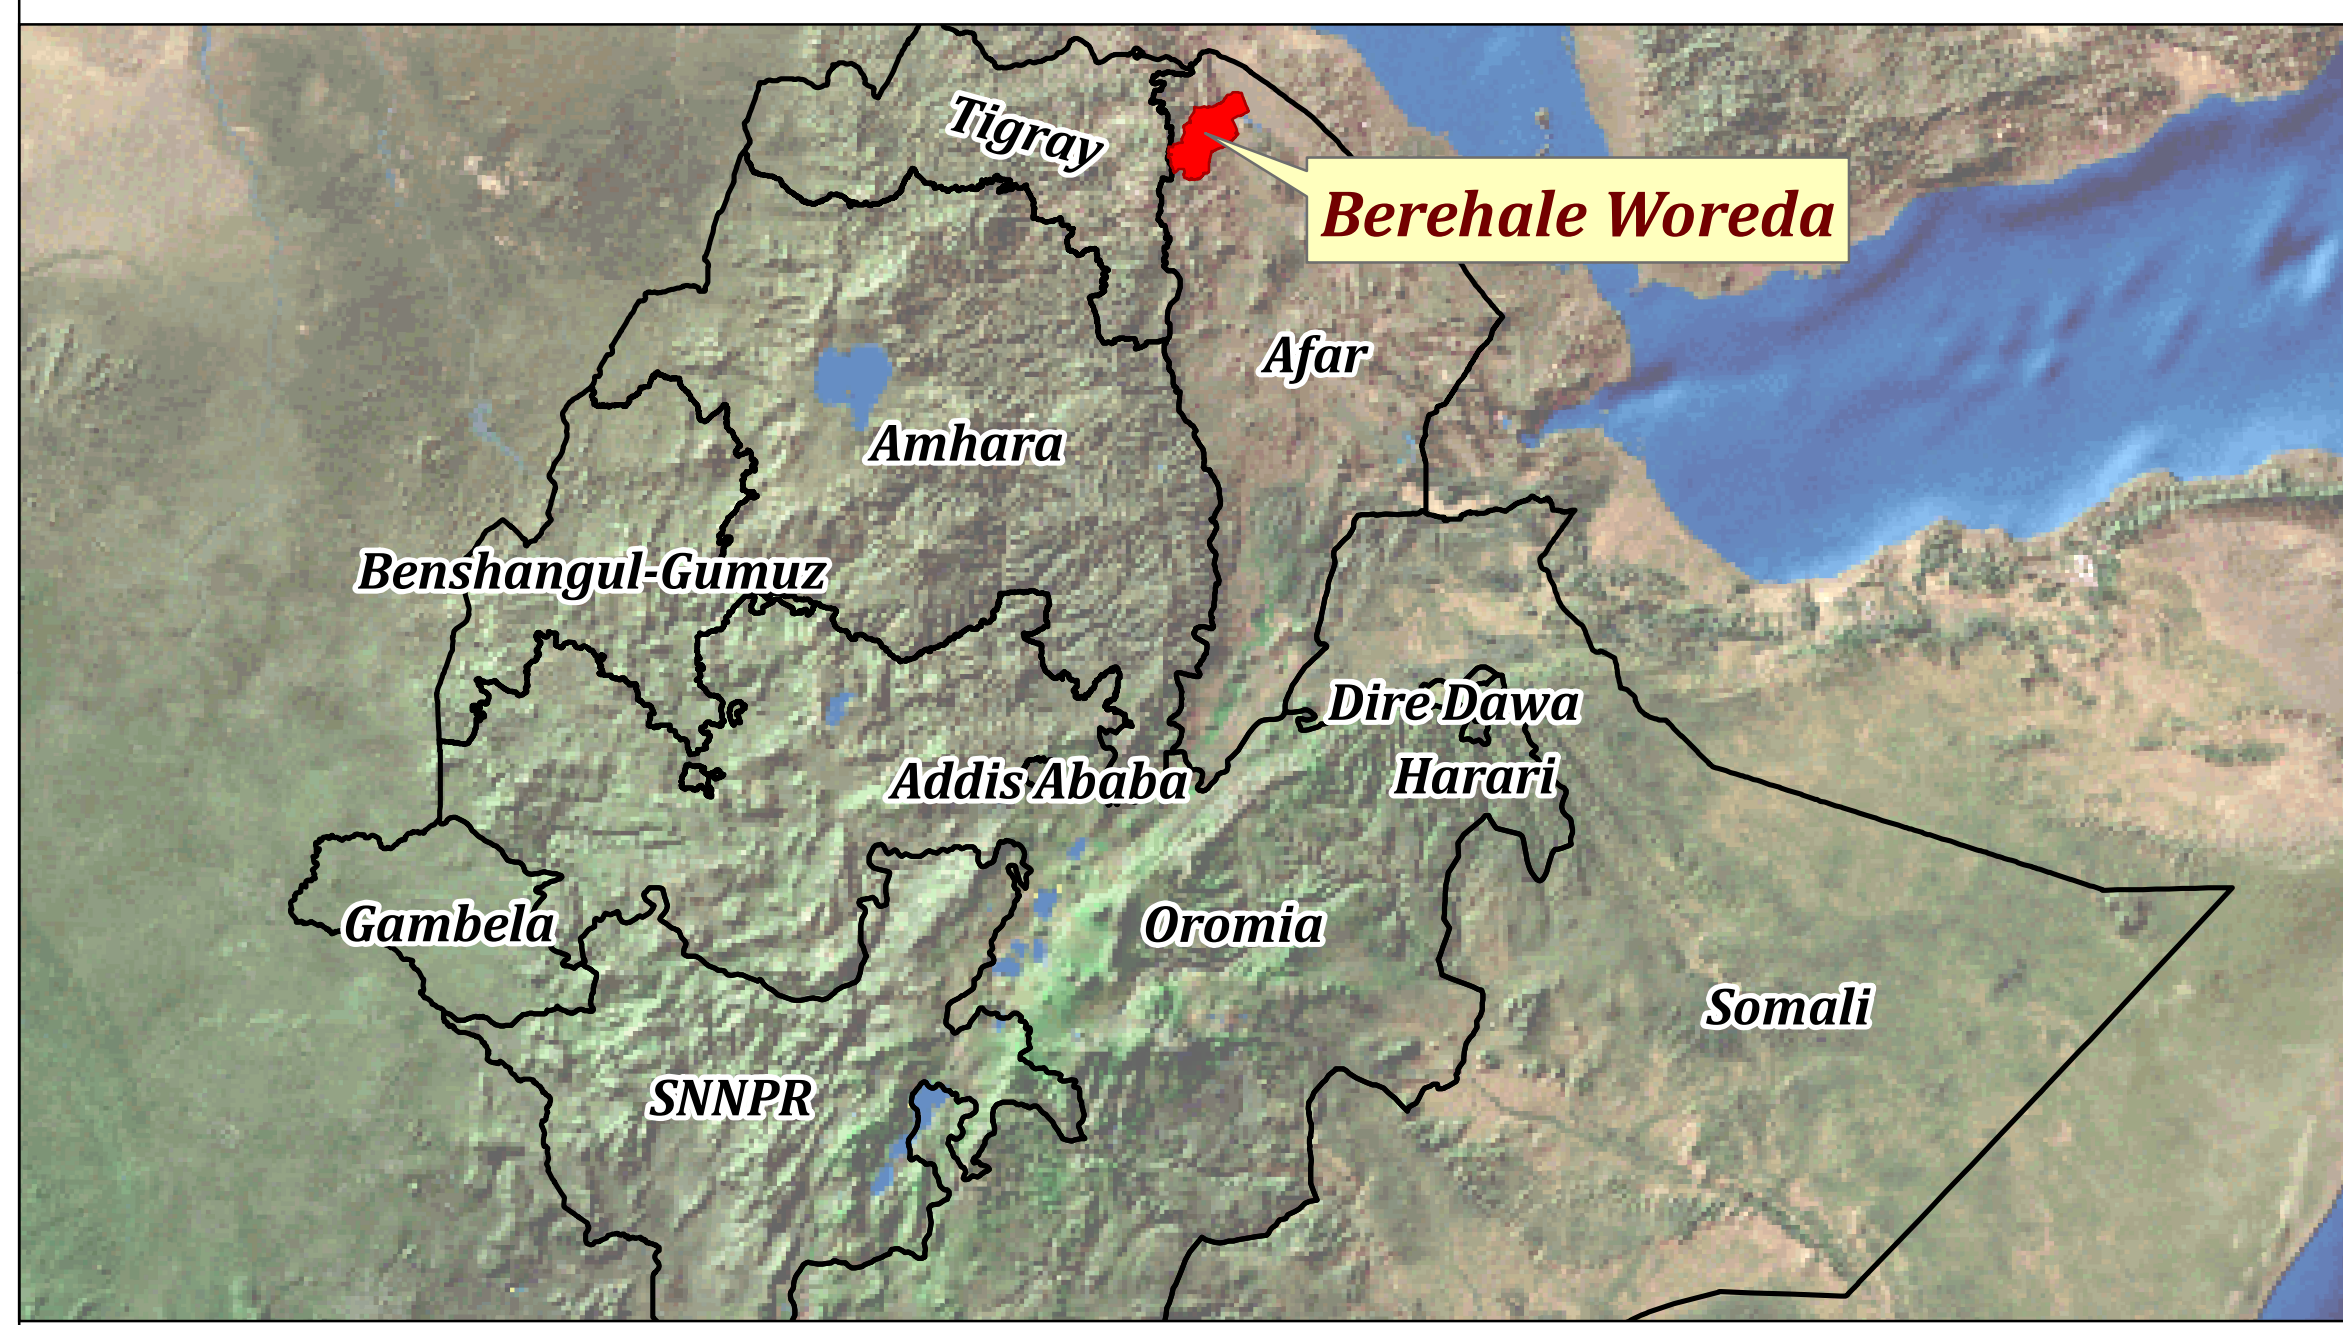 Tigray
Berehale Woreda
Afar
Amhara
Benshangul-Gumuz
Dire Dawa
Addis Ababa
Harari
Gambela
Oromia
Somali
SNNPR